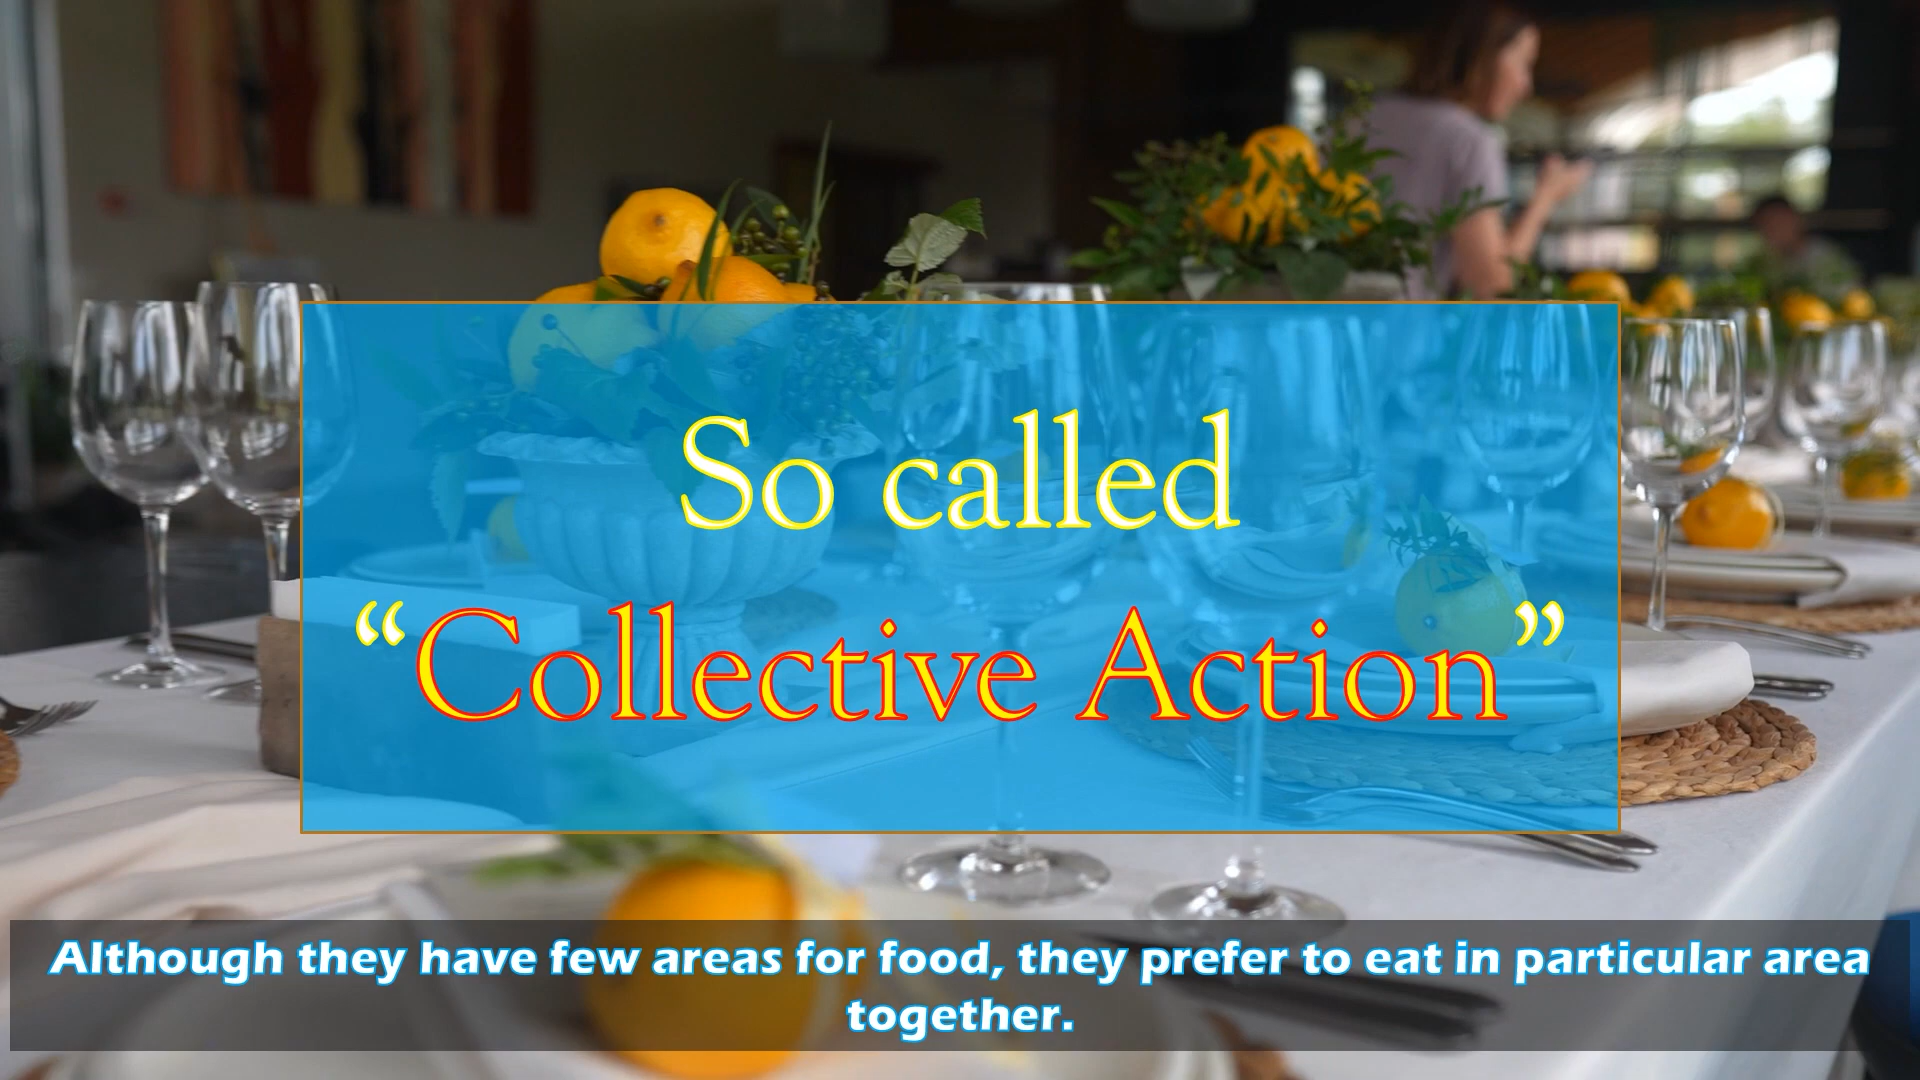 So called
“Collective Action”
Although they have few areas for food, they prefer to eat in particular area
together.